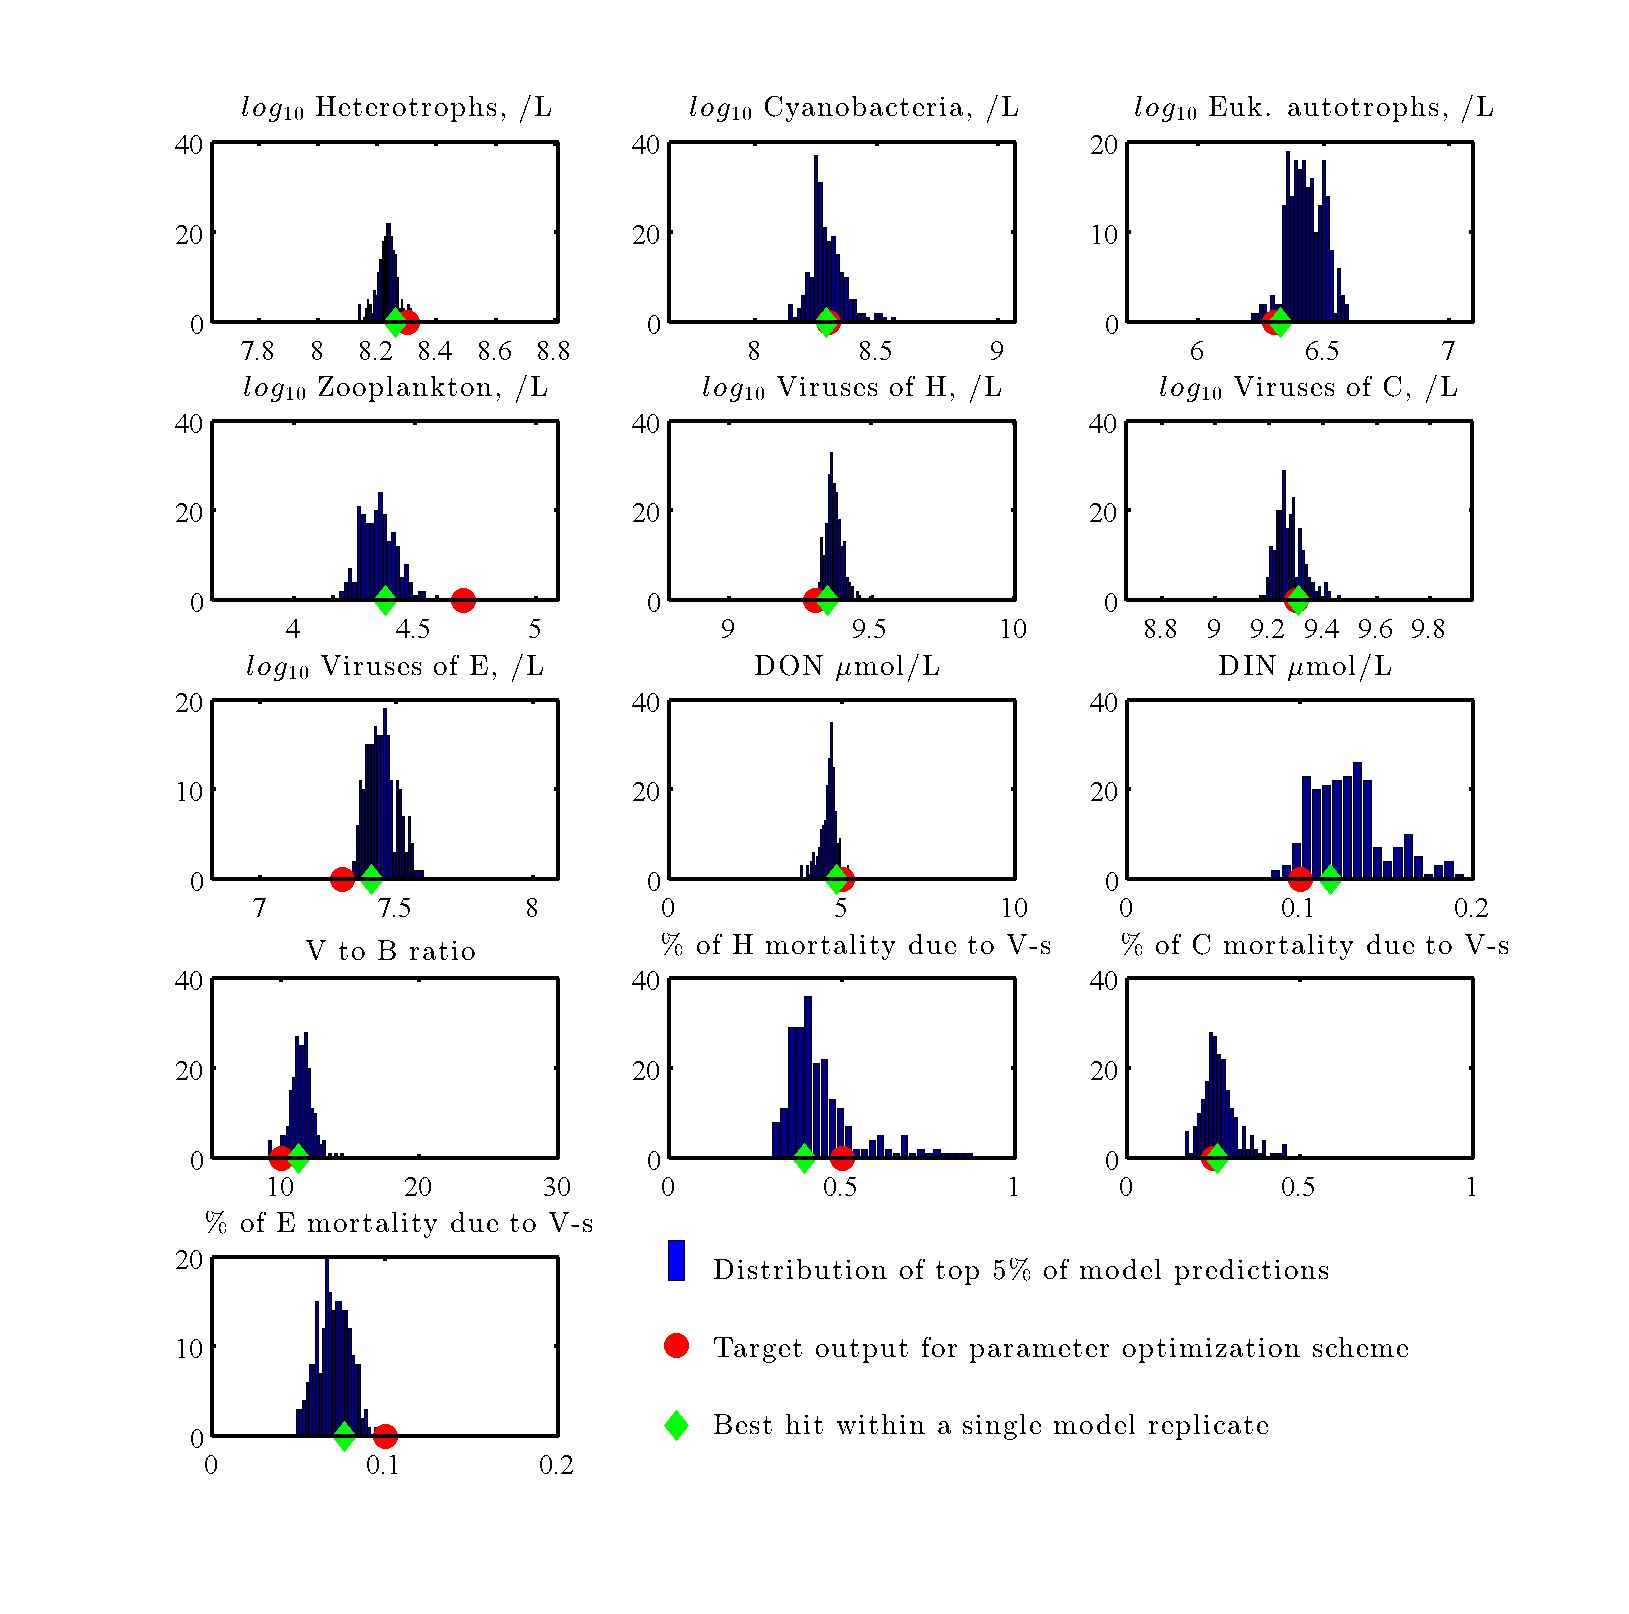 log10 Heterotrophs, /L
log10 Cyanobacteria, /L
log10 Euk. autotrophs, /L
40
20
0
7.8 8 8.2 8.4 8.6 8.8
40
20
0
8 8.5 9
20
10
0
6 6.5 7
log10 Zooplankton, /L
log10 Viruses of H, /L
log10 Viruses of C, /L
40
20
0
4 4.5 5
40
20
0
9 9.5 10
40
20
0
8.8 9 9.2 9.4 9.6 9.8
log10 Viruses of E, /L
DON μmol/L
DIN μmol/L
20
10
0
7 7.5 8
40
20
0
0 5 10
40
20
0
0 0.1 0.2
V to B ratio
% of H mortality due to V-s
% of C mortality due to V-s
40
20
0
10 20 30
40
20
0
0 0.5 1
40
20
0
0 0.5 1
% of E mortality due to V-s
20
10
0
0 0.1 0.2
Distribution of top 5% of model predictions
Target output for parameter optimization scheme
Best hit within a single model replicate